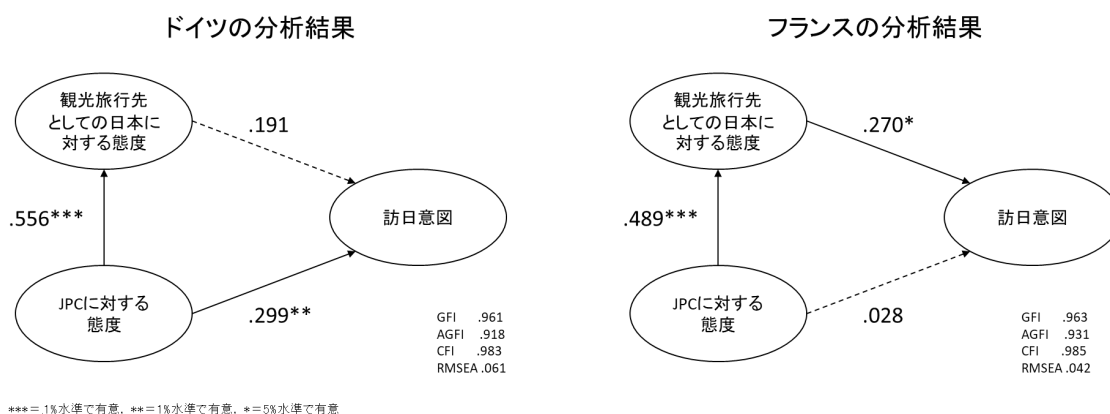 ドイツの分析結果
観光旅行先
としての日本に
対する態度
.191
.556***
訪日意図
JPCに対する
態度
.299**
GFI .961
AGFI .918
CFI .983
RMSEA .061
フランスの分析結果
観光旅行先
としての日本に
対する態度
.270*
.489***
訪日意図
JPCに対する
態度
.028
GFI .963
AGFI .931
CFI .985
RMSEA .042
***=.1%水準で有意, **=1%水準で有意, *=5%水準で有意